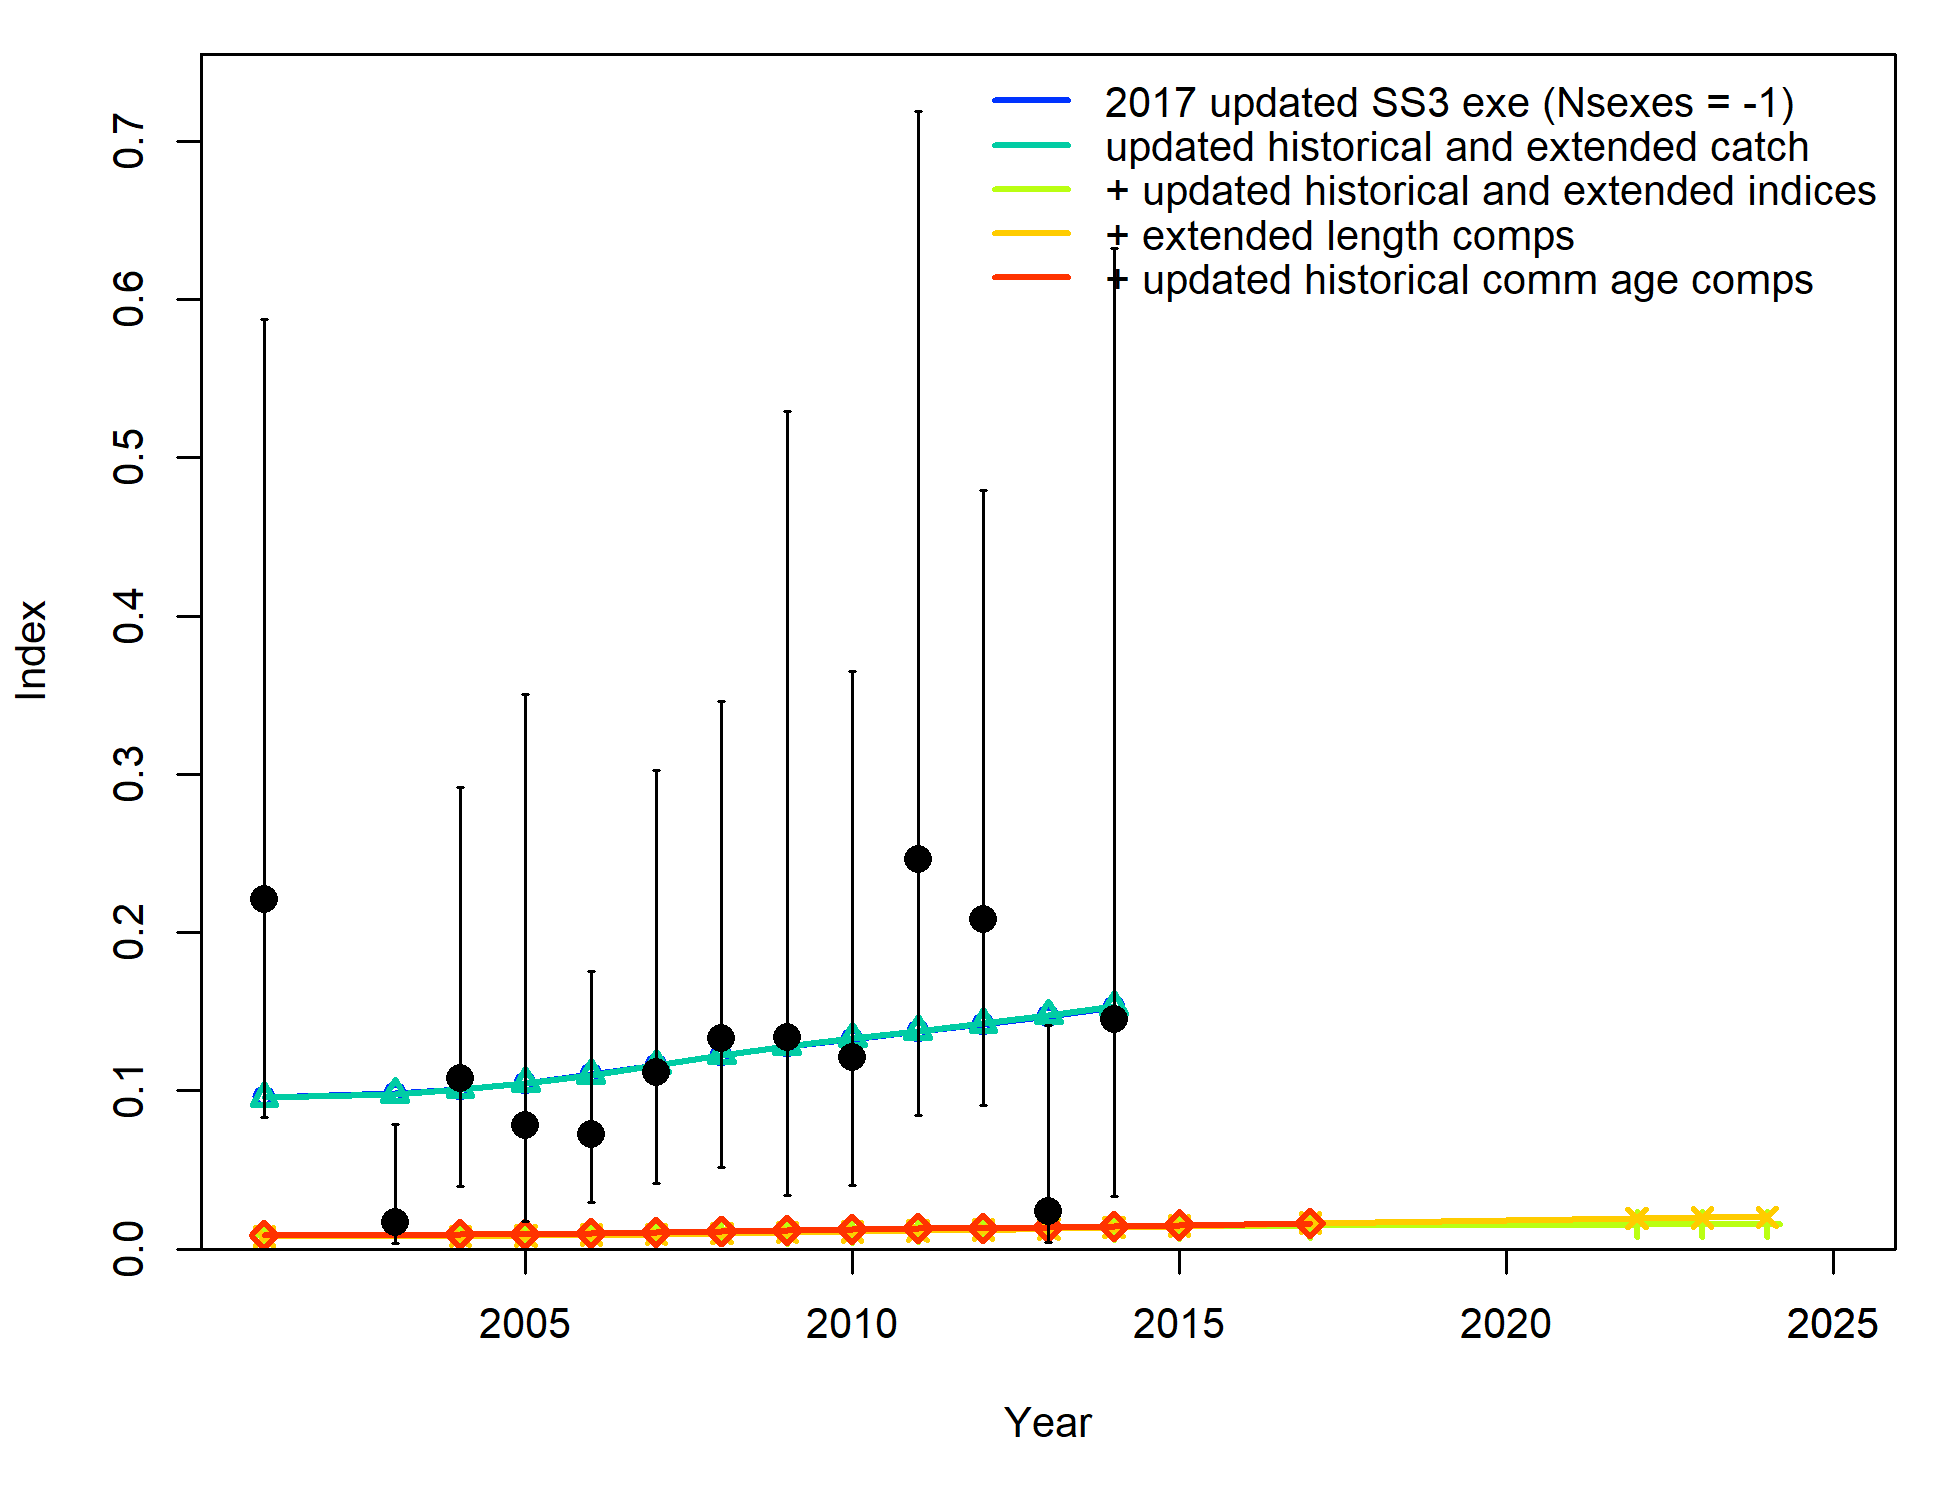 2017 updated SS3 exe (Nsexes = -1)
updated historical and extended catch
+ updated historical and extended indices
+ extended length comps
+ updated historical comm age comps
0.7
0.6
0.5
0.4
0.3
0.2
0.1
0.0
Index
2005 2010 2015 2020 2025
Year